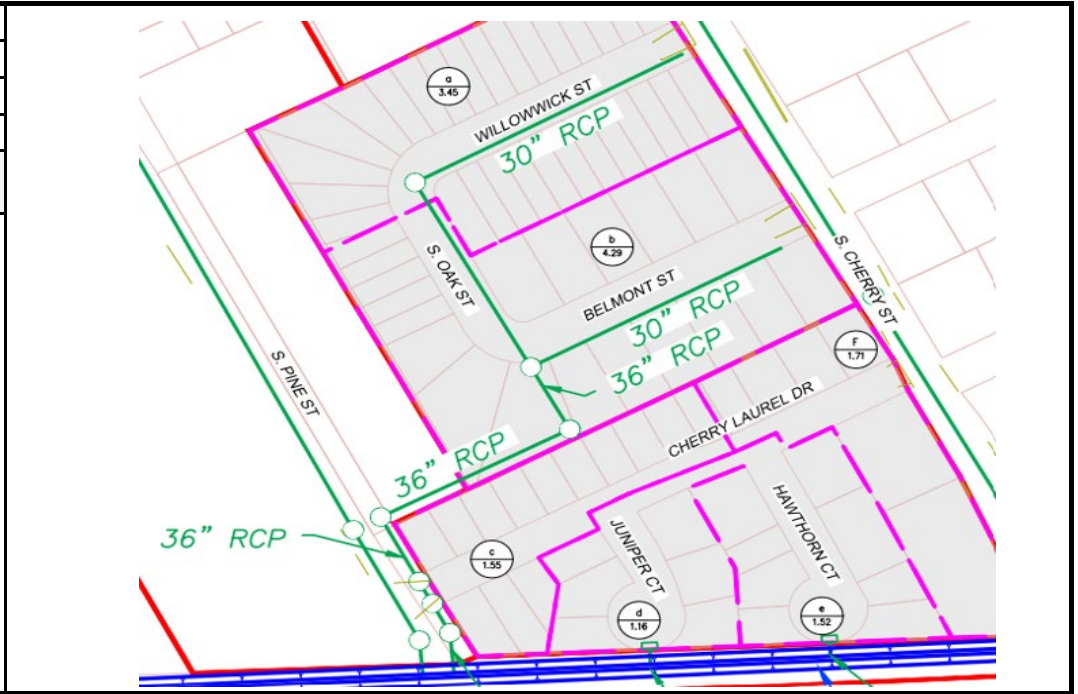 a
3.45
WILLOWWICK ST
30” RCP
b
4.29
S. OAK ST
BELMONT ST
30” RCP
36” RCP
S. CHERRY ST
F
1.71
S. PINE ST
CHERRY LAUREL DR
36” RCP
36” RCP
c
1.55
JUNIPER CT
HAWTHORN CT
d
1.16
e
1.52